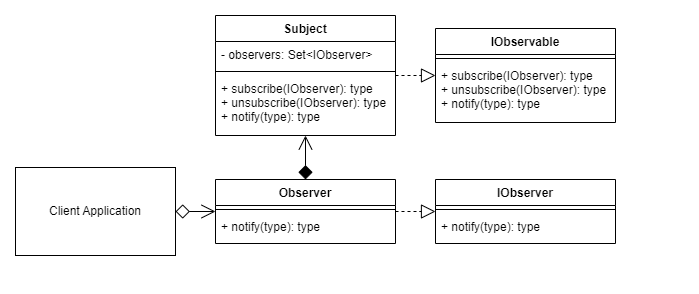 Subject
- observers: Set<IObserver>
+ subscribe(IObserver): type
+ unsubscribe(IObserver): type
+ notify(type): type
IObservable
+ subscribe(IObserver): type
+ unsubscribe(IObserver): type
+ notify(type): type
Client Application
Observer
+ notify(type): type
IObserver
+ notify(type): type